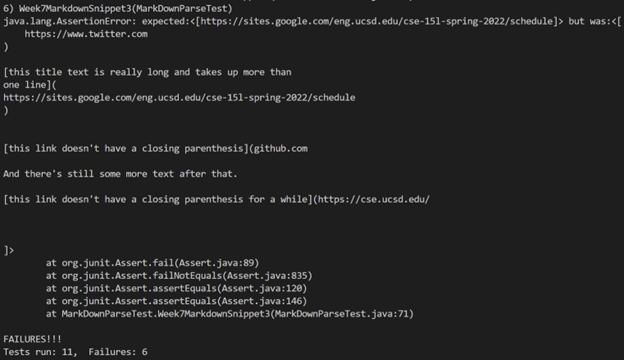 6) Week7MarkdownSnippet3(MarkDownParseTest)
java.lang.AssertionError: expected:<[https://sites.google.com/eng.ucsd.edu/cse-15l-spring-2022/schedule]> but was:<[
https://www.twitter.com
)
[this title text is really long and takes up more than
one line](
https://sites.google.com/eng.ucsd.edu/cse-15l-spring-2022/schedule
)
[this link doesn't have a closing parenthesis](github.com
And there's still some more text after that.
[this link doesn't have a closing parenthesis for a while](https://cse.ucsd.edu/
]>
at org.junit.Assert.fail(Assert.java:89)
at org.junit.Assert.failNotEquals(Assert.java:835)
at org.junit.Assert.assertEquals(Assert.java:120)
at org.junit.Assert.assertEquals(Assert.java:146)
at MarkDownParseTest.Week7MarkdownSnippet3(MarkDownParseTest.java:71)
FAILURES!!!
Tests run: 11,  Failures: 6